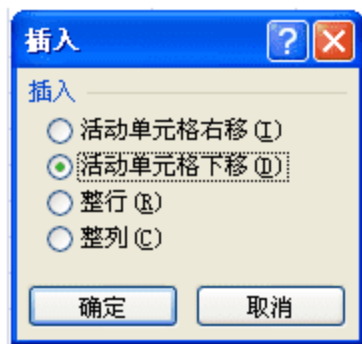 插入
插入
活动单元格右移(I)
活动单元格下移(D)
整行(R)
整列(C)
确定 取消